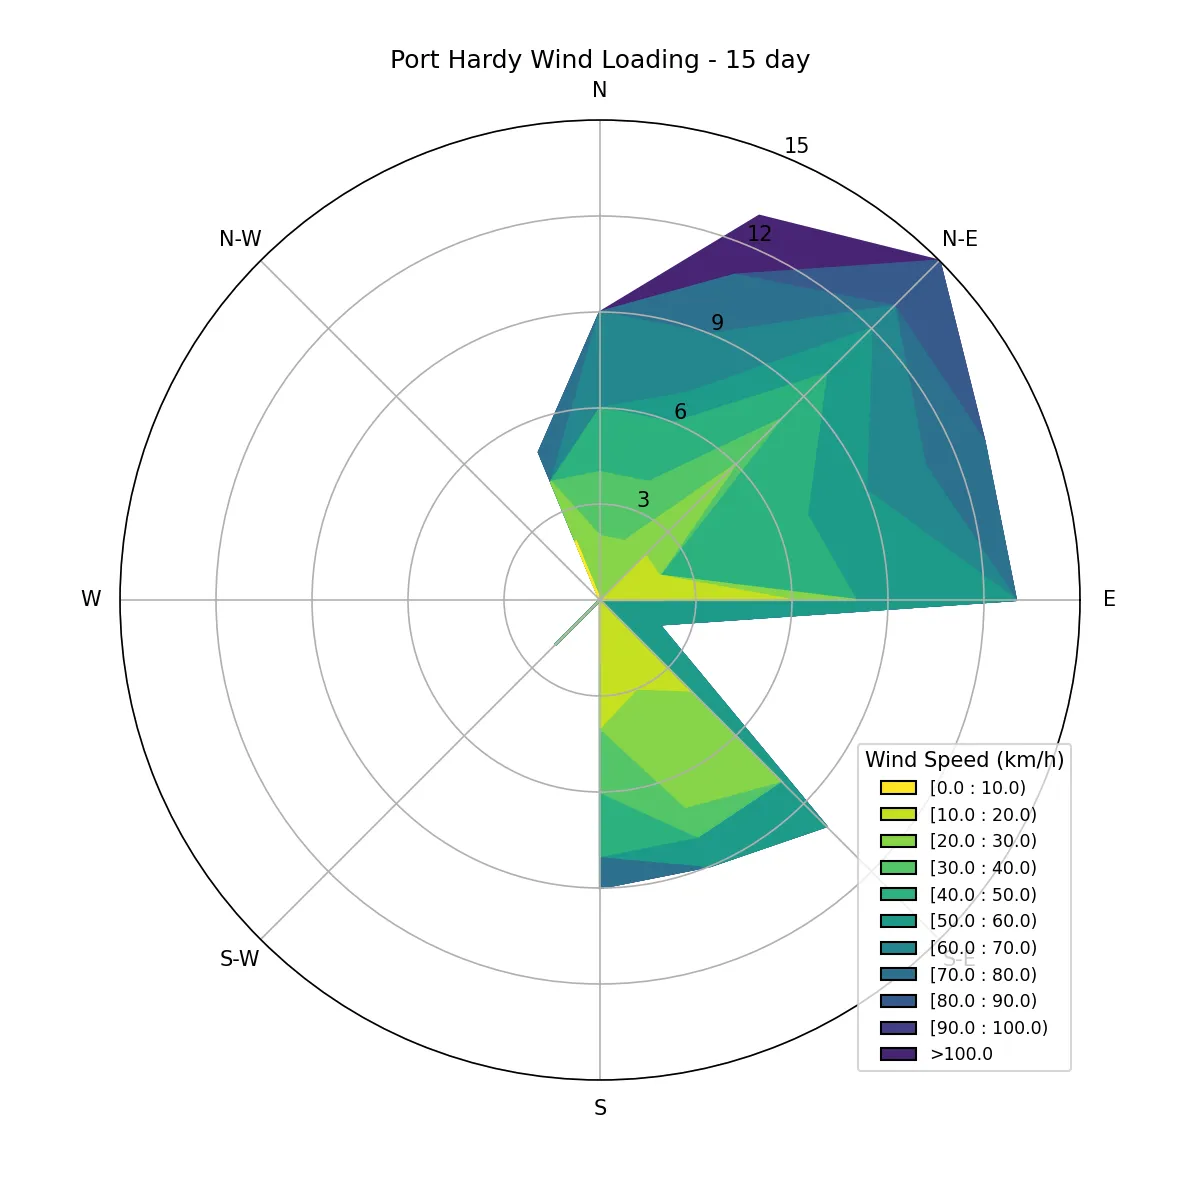 Port Hardy Wind Loading - 15 day
N
15
N-W
12
N-E
9
6
3
W
E
Wind Speed (km/h)
[0.0 : 10.0)
[10.0 : 20.0)
[20.0 : 30.0)
[30.0 : 40.0)
[40.0 : 50.0)
[50.0 : 60.0)
[60.0 : 70.0)
[70.0 : 80.0)
[80.0 : 90.0)
[90.0 : 100.0)
>100.0
S-W
S-E
S